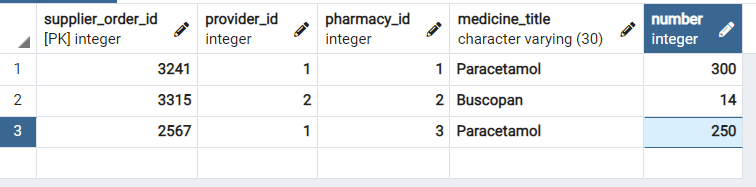 supplier_order_id provider_id pharmacy_id medicine_title number
[PK] integer integer integer character varying (30) integer
1 3241 1 1 Paracetamol 300
2 3315 2 2 Buscopan 14
3 2567 1 3 Paracetamol 250